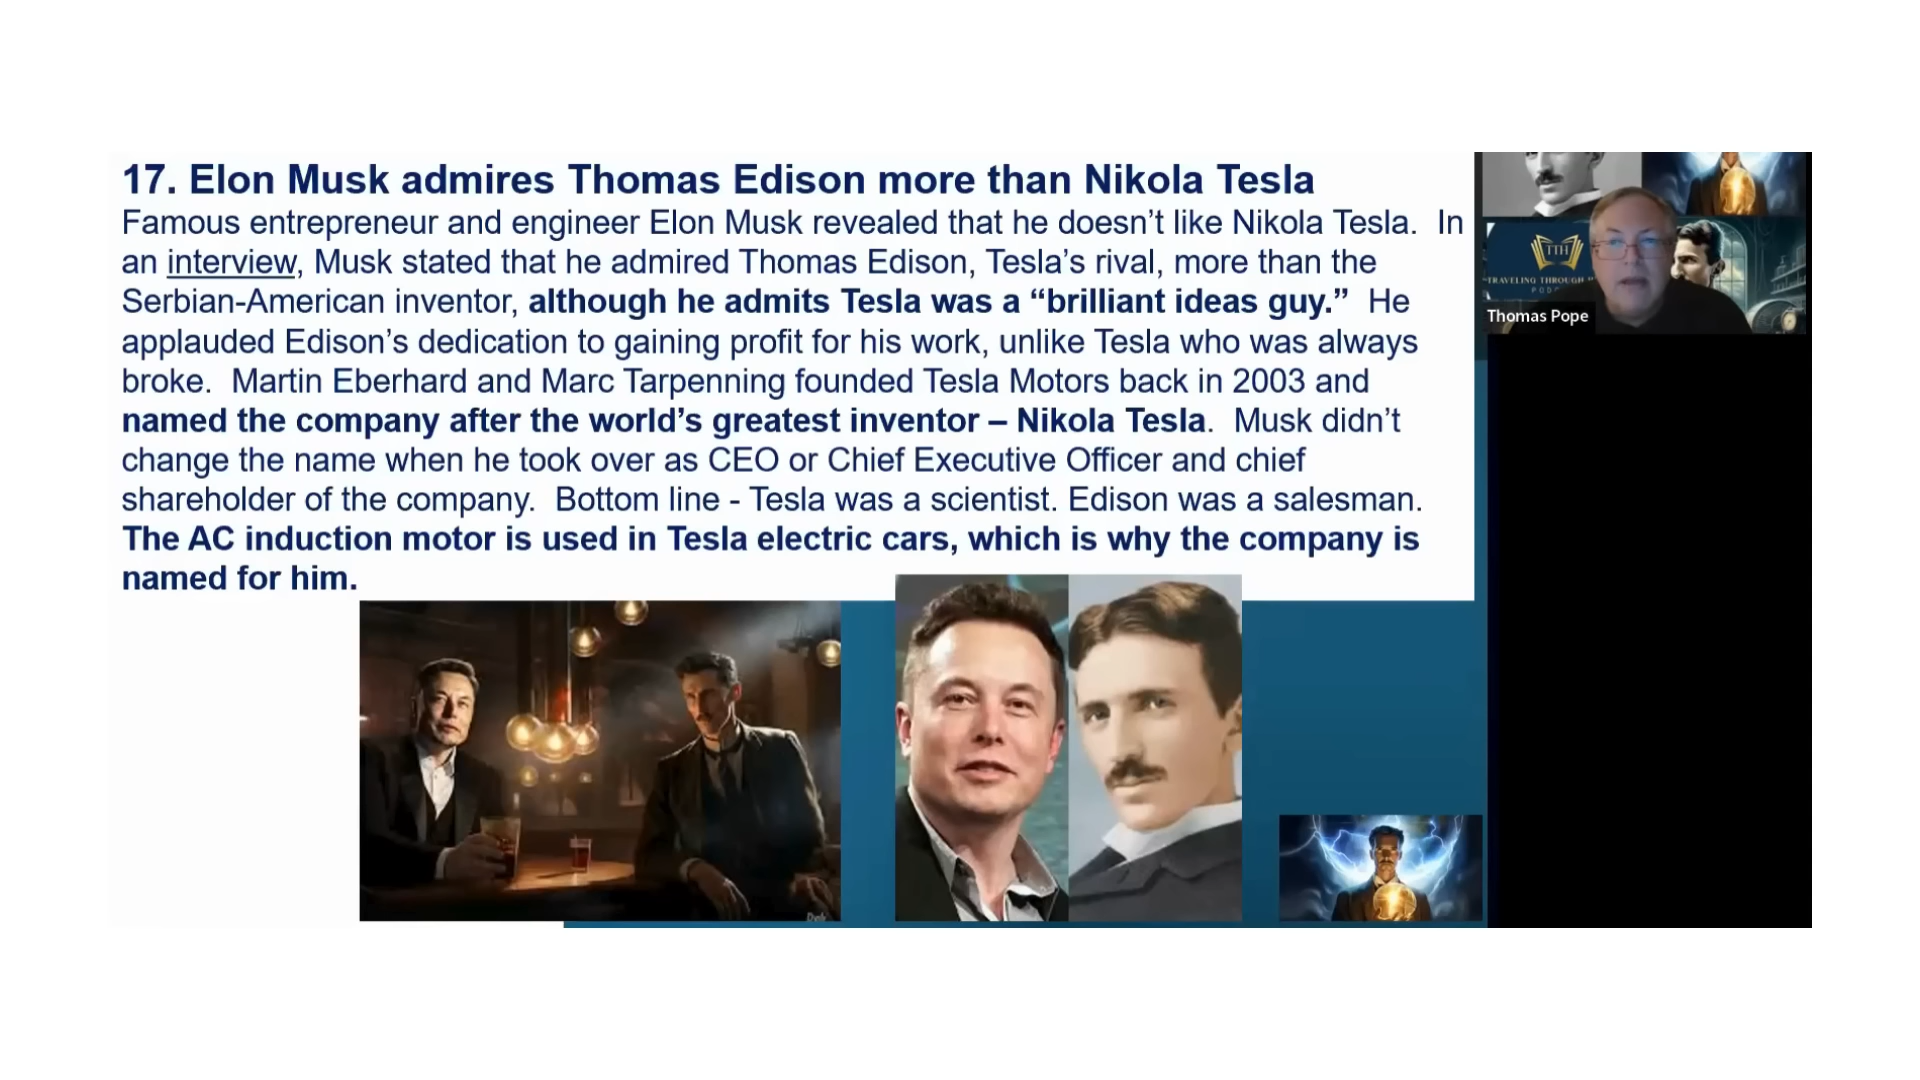 17. Elon Musk admires Thomas Edison more than Nikola Tesla
Famous entrepreneur and engineer Elon Musk revealed that he doesn’t like Nikola Tesla.  In
an interview, Musk stated that he admired Thomas Edison, Tesla’s rival, more than the
Serbian-American inventor, although he admits Tesla was a “brilliant ideas guy.”  He
applauded Edison’s dedication to gaining profit for his work, unlike Tesla who was always
broke.  Martin Eberhard and Marc Tarpenning founded Tesla Motors back in 2003 and
named the company after the world’s greatest inventor – Nikola Tesla.  Musk didn’t
change the name when he took over as CEO or Chief Executive Officer and chief
shareholder of the company.  Bottom line - Tesla was a scientist. Edison was a salesman.
The AC induction motor is used in Tesla electric cars, which is why the company is
named for him.
TTH
TRAVELING THROUGH
Thomas Pope